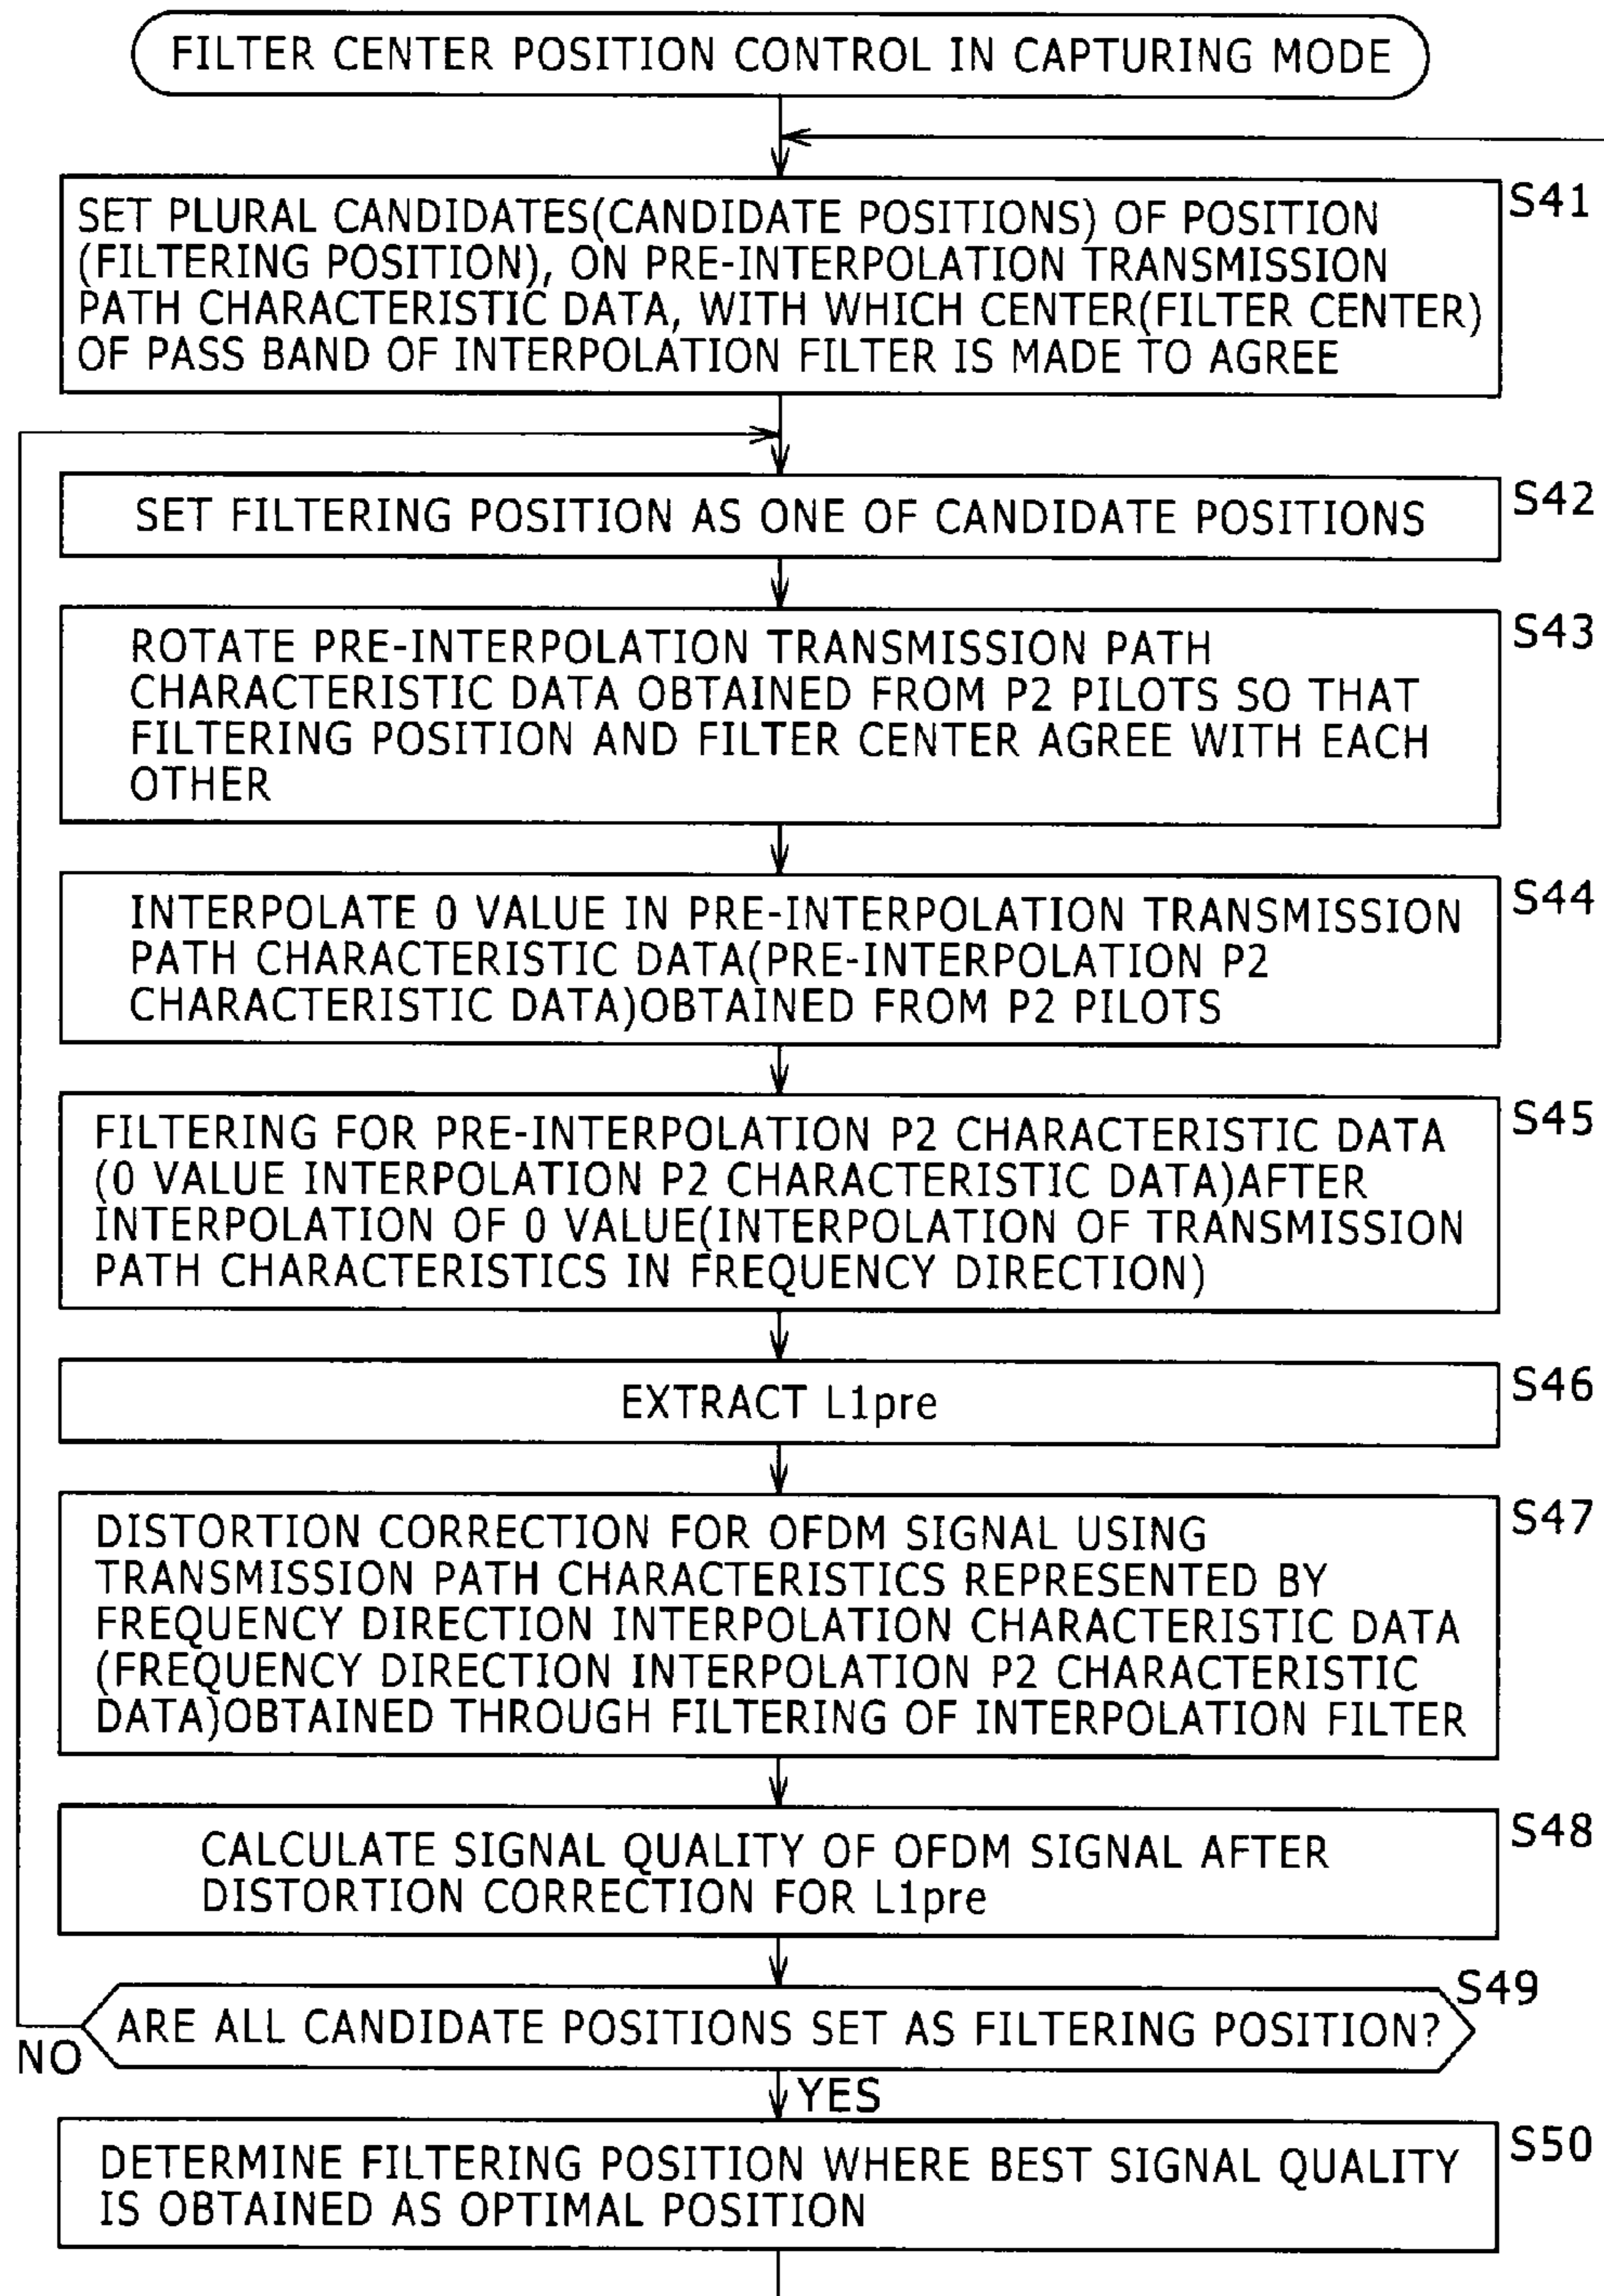 FILTER CENTER POSITION CONTROL IN CAPTURING MODE
S41
SET PLURAL CANDIDATES(CANDIDATE POSITIONS) OF POSITION
(FILTERING POSITION), ON PRE-INTERPOLATION TRANSMISSION
PATH CHARACTERISTIC DATA, WITH WHICH CENTER(FILTER CENTER)
OF PASS BAND OF INTERPOLATION FILTER IS MADE TO AGREE
S42
SET FILTERING POSITION AS ONE OF CANDIDATE POSITIONS
S43
ROTATE PRE-INTERPOLATION TRANSMISSION PATH
CHARACTERISTIC DATA OBTAINED FROM P2 PILOTS SO THAT
FILTERING POSITION AND FILTER CENTER AGREE WITH EACH
OTHER
S44
INTERPOLATE 0 VALUE IN PRE-INTERPOLATION TRANSMISSION
PATH CHARACTERISTIC DATA(PRE-INTERPOLATION P2
CHARACTERISTIC DATA)OBTAINED FROM P2 PILOTS
S45
FILTERING FOR PRE-INTERPOLATION P2 CHARACTERISTIC DATA
(0 VALUE INTERPOLATION P2 CHARACTERISTIC DATA)AFTER
INTERPOLATION OF 0 VALUE(INTERPOLATION OF TRANSMISSION
PATH CHARACTERISTICS IN FREQUENCY DIRECTION)
S46
EXTRACT L1pre
S47
DISTORTION CORRECTION FOR OFDM SIGNAL USING
TRANSMISSION PATH CHARACTERISTICS REPRESENTED BY
FREQUENCY DIRECTION INTERPOLATION CHARACTERISTIC DATA
(FREQUENCY DIRECTION INTERPOLATION P2 CHARACTERISTIC
DATA)OBTAINED THROUGH FILTERING OF INTERPOLATION FILTER
S48
CALCULATE SIGNAL QUALITY OF OFDM SIGNAL AFTER
DISTORTION CORRECTION FOR L1pre
S49
ARE ALL CANDIDATE POSITIONS SET AS FILTERING POSITION?
NO
YES
S50
DETERMINE FILTERING POSITION WHERE BEST SIGNAL QUALITY
IS OBTAINED AS OPTIMAL POSITION